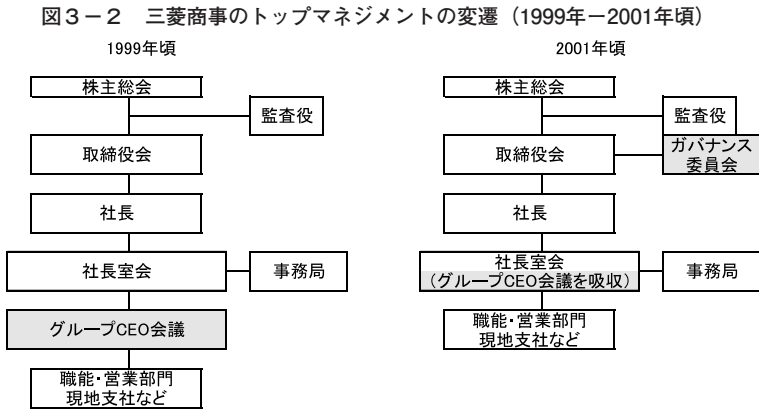 図３－２　三菱商事のトップマネジメントの変遷（1999年－2001年頃）
1999年頃
株主総会
監査役
取締役会
社長
社長室会
事務局
グループCEO会議
職能・営業部門
現地支社など
2001年頃
株主総会
監査役
取締役会
ガバナンス
委員会
社長
社長室会
（グループCEO会議を吸収）
事務局
職能・営業部門
現地支社など